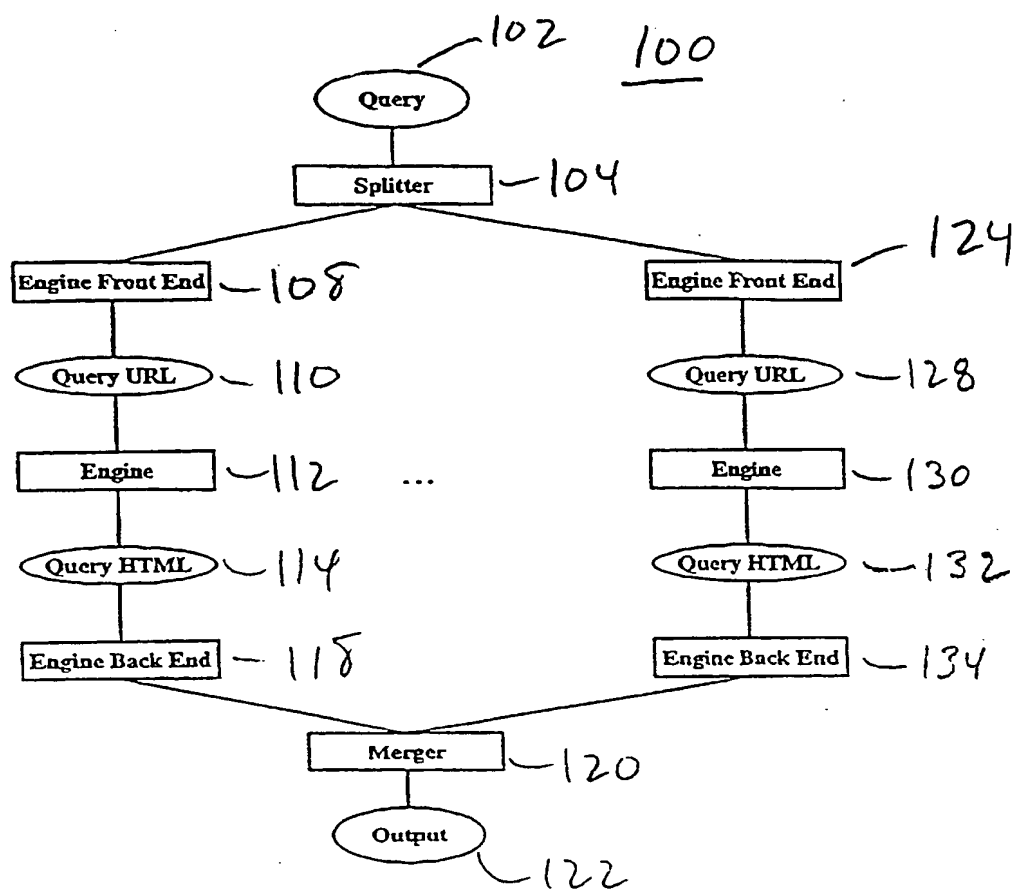 102
100
Query
Splitter
104
124
Engine Front End
108
Engine Front End
Query URL
110
Query URL
128
Engine
112
...
Engine
130
Query HTML
114
Query HTML
132
Engine Back End
118
Engine Back End
134
Merger
120
Output
122